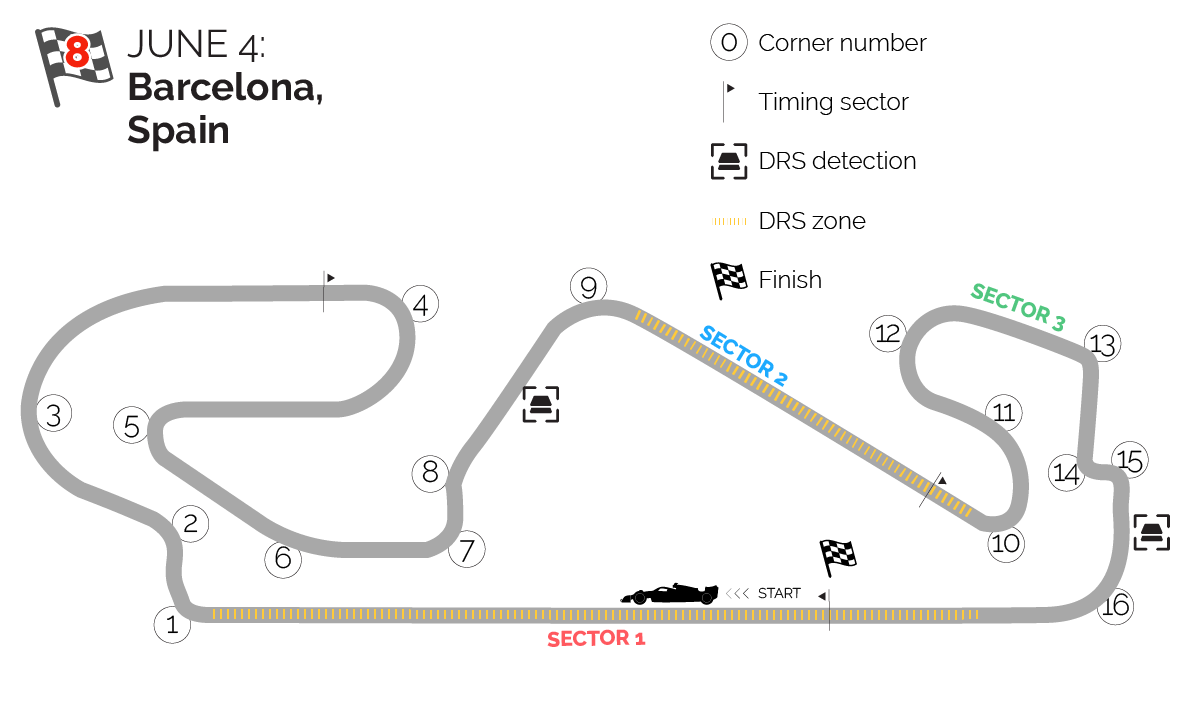 8
JUNE 4:
Barcelona,
Spain
0 Corner number
Timing sector
DRS detection
DRS zone
Finish
9
4
SECTOR 2
SECTOR 3
12
13
3
5
11
8
14
15
2
6
7
10
<<< START
1
16
SECTOR 1